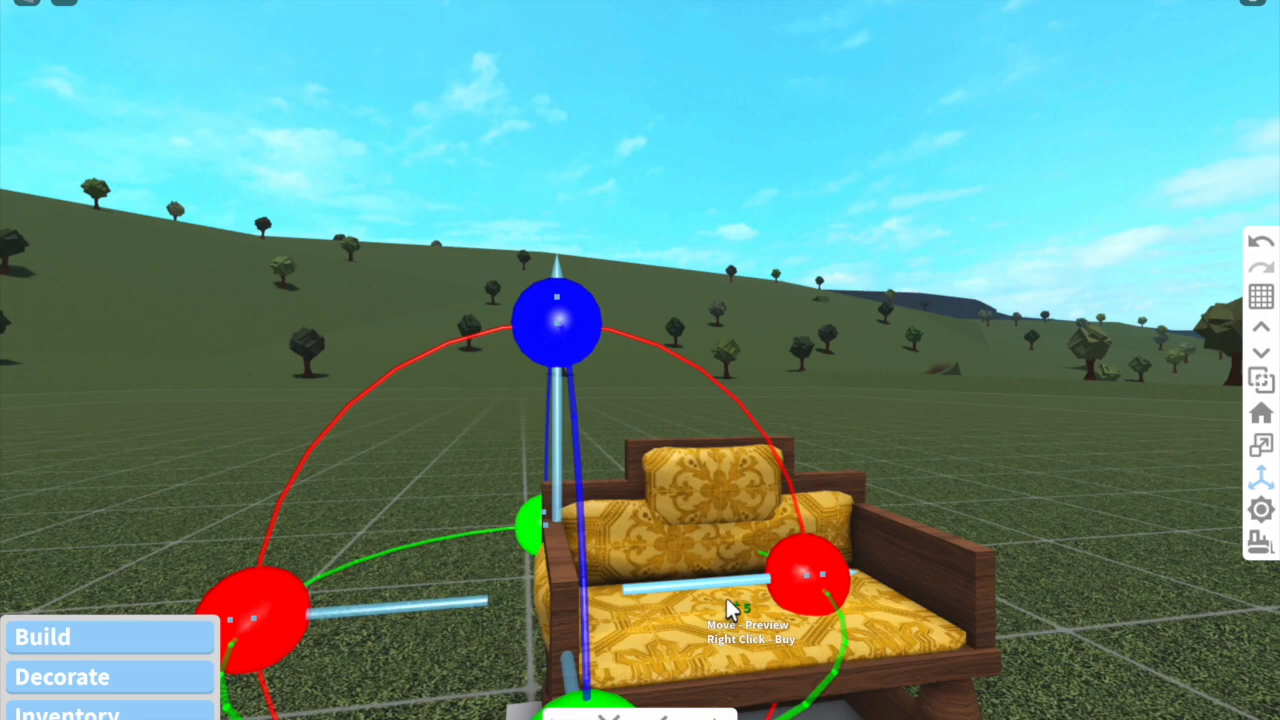 5
Move - Preview
Right Click - Buy
Build
Decorate
Inventory